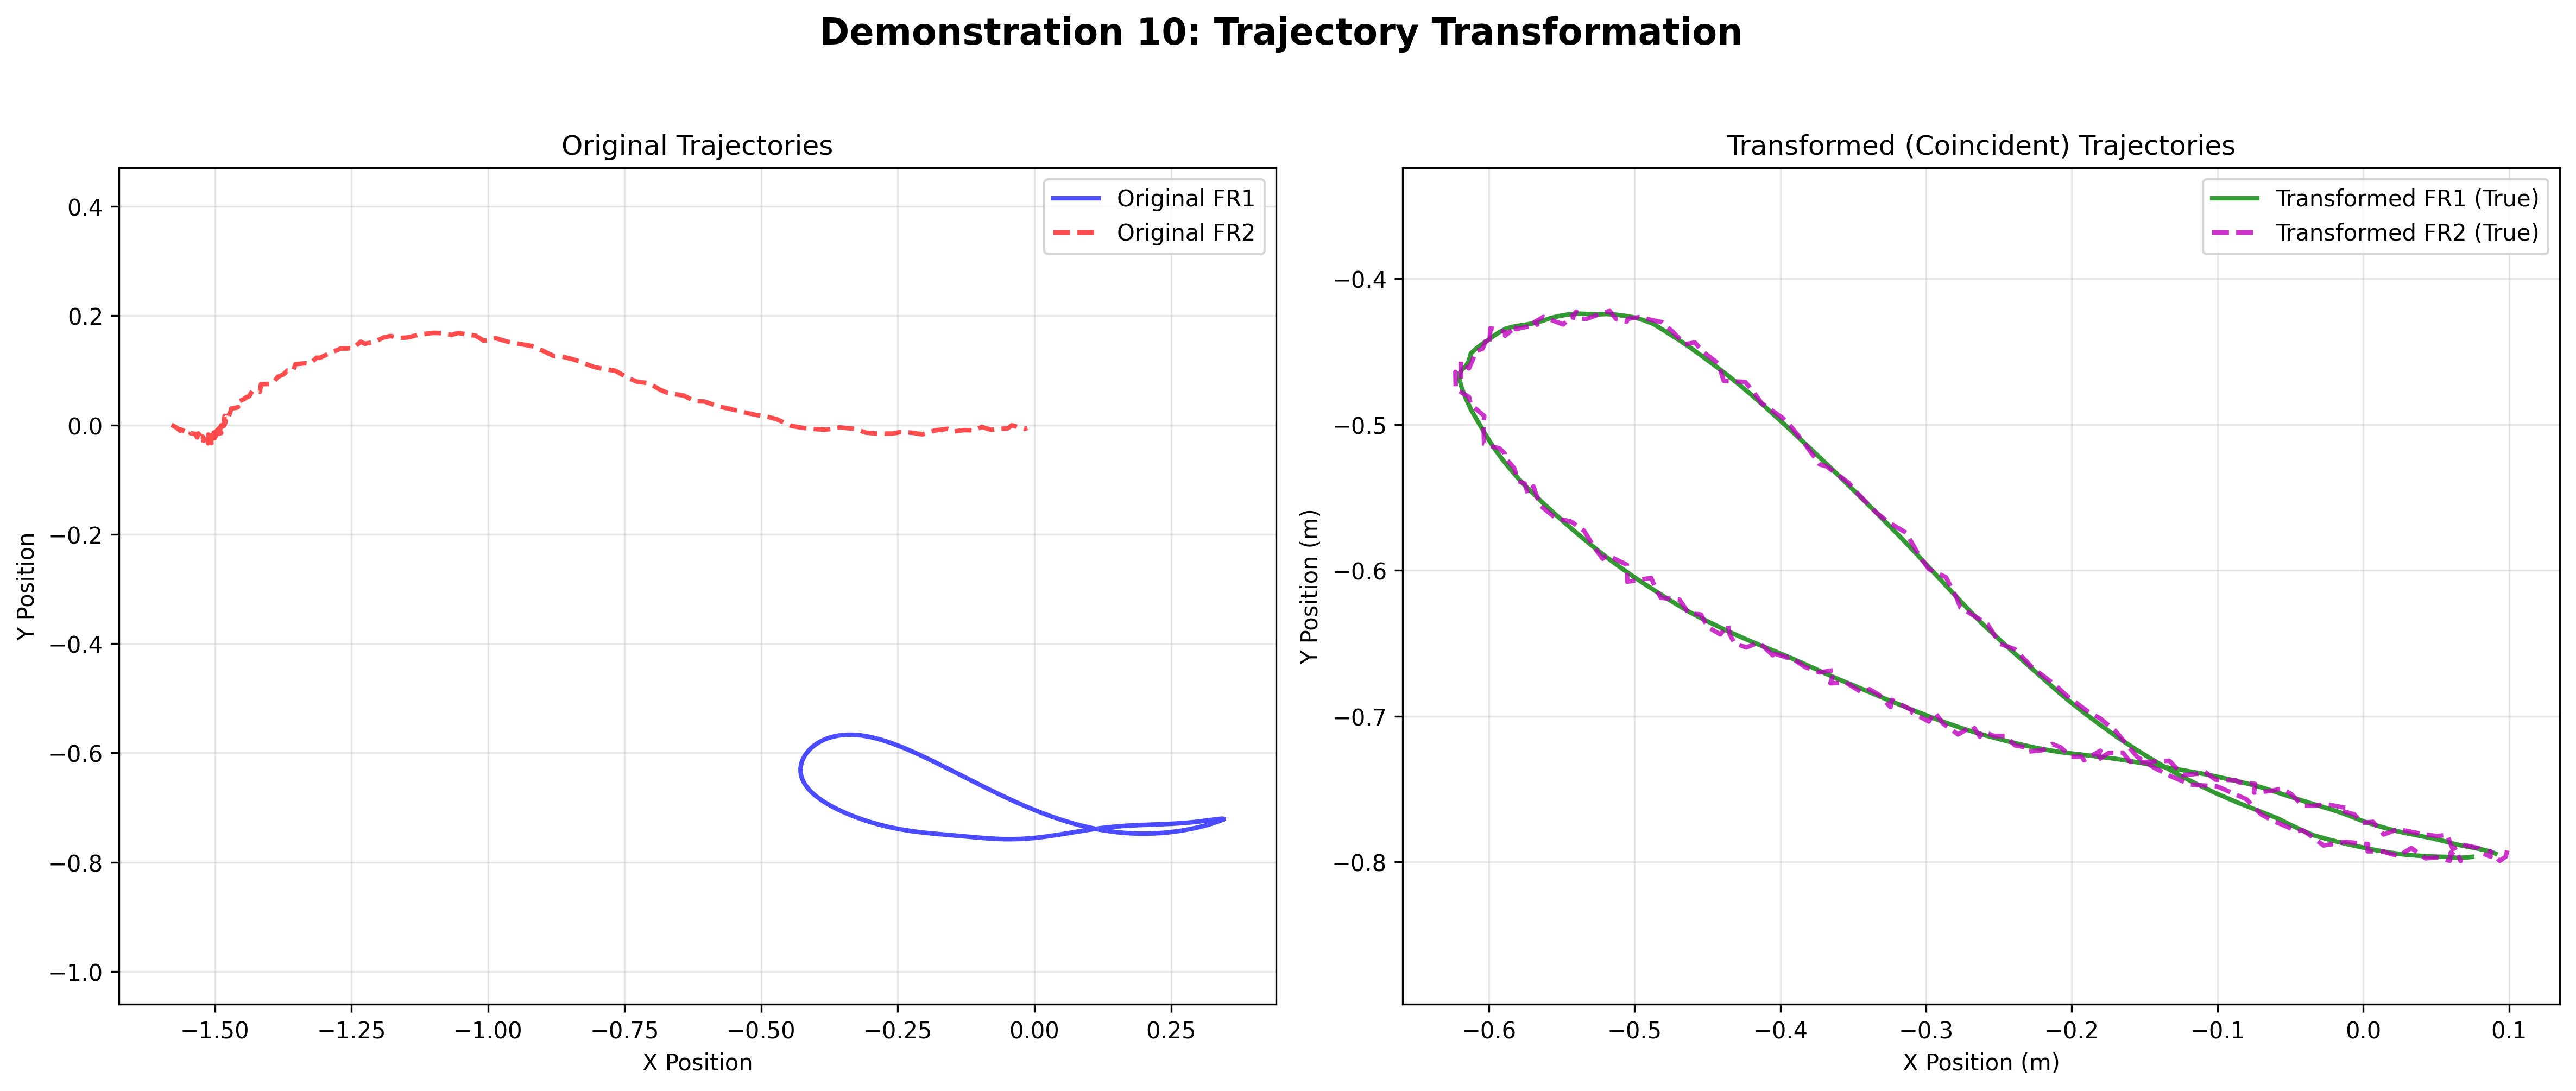 Demonstration 10: Trajectory Transformation
Original Trajectories
Original FR1
Original FR2
0.4
0.2
0.0
−0.2
−0.4
−0.6
−0.8
−1.0
Y Position
−1.50 −1.25 −1.00 −0.75 −0.50 −0.25 0.00 0.25
X Position
Transformed (Coincident) Trajectories
Transformed FR1 (True)
Transformed FR2 (True)
−0.4
−0.5
−0.6
−0.7
−0.8
Y Position (m)
−0.6 −0.5 −0.4 −0.3 −0.2 −0.1 0.0 0.1
X Position (m)